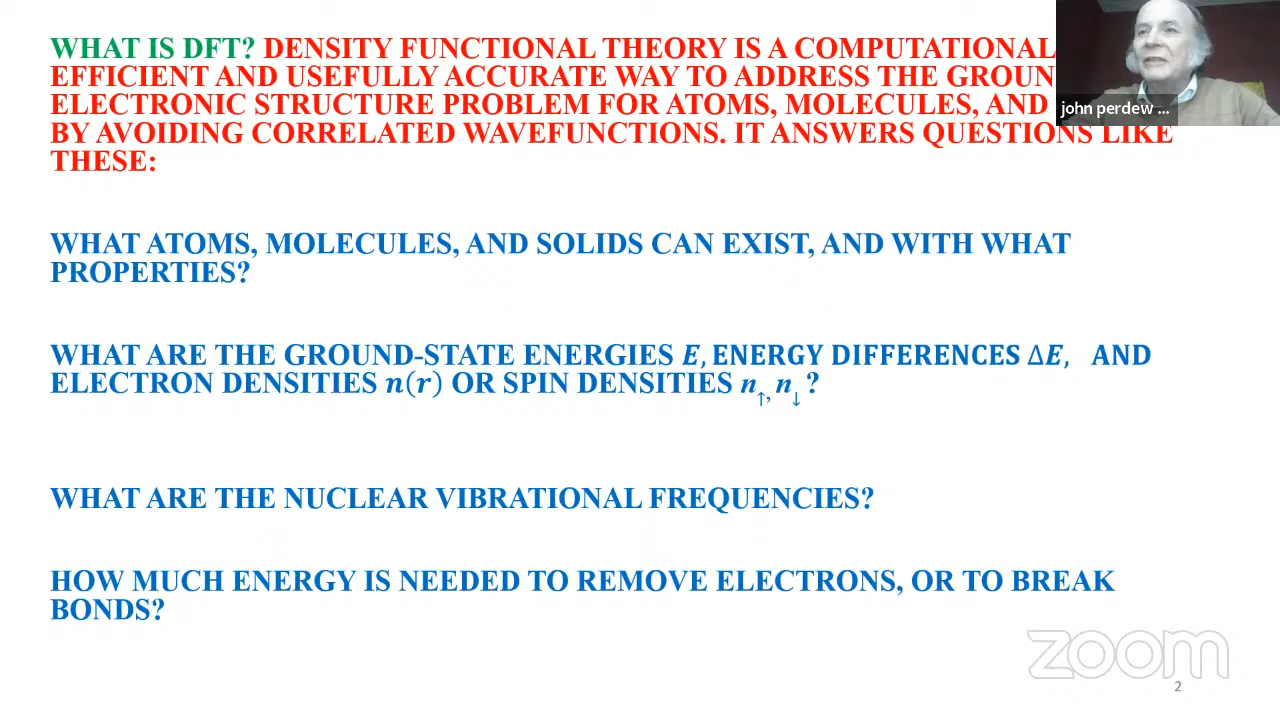 WHAT IS DFT? DENSITY FUNCTIONAL THEORY IS A COMPUTATIONAL
EFFICIENT AND USEFULLY ACCURATE WAY TO ADDRESS THE GROUN
ELECTRONIC STRUCTURE PROBLEM FOR ATOMS, MOLECULES, AND
BY AVOIDING CORRELATED WAVEFUNCTIONS. IT ANSWERS QUESTIONS LIKE
THESE:
john perdew ...
WHAT ATOMS, MOLECULES, AND SOLIDS CAN EXIST, AND WITH WHAT
PROPERTIES?
WHAT ARE THE GROUND-STATE ENERGIES E, ENERGY DIFFERENCES ΔE, AND
ELECTRON DENSITIES n(r) OR SPIN DENSITIES n↑, n↓ ?
WHAT ARE THE NUCLEAR VIBRATIONAL FREQUENCIES?
HOW MUCH ENERGY IS NEEDED TO REMOVE ELECTRONS, OR TO BREAK
BONDS?
zoom
2